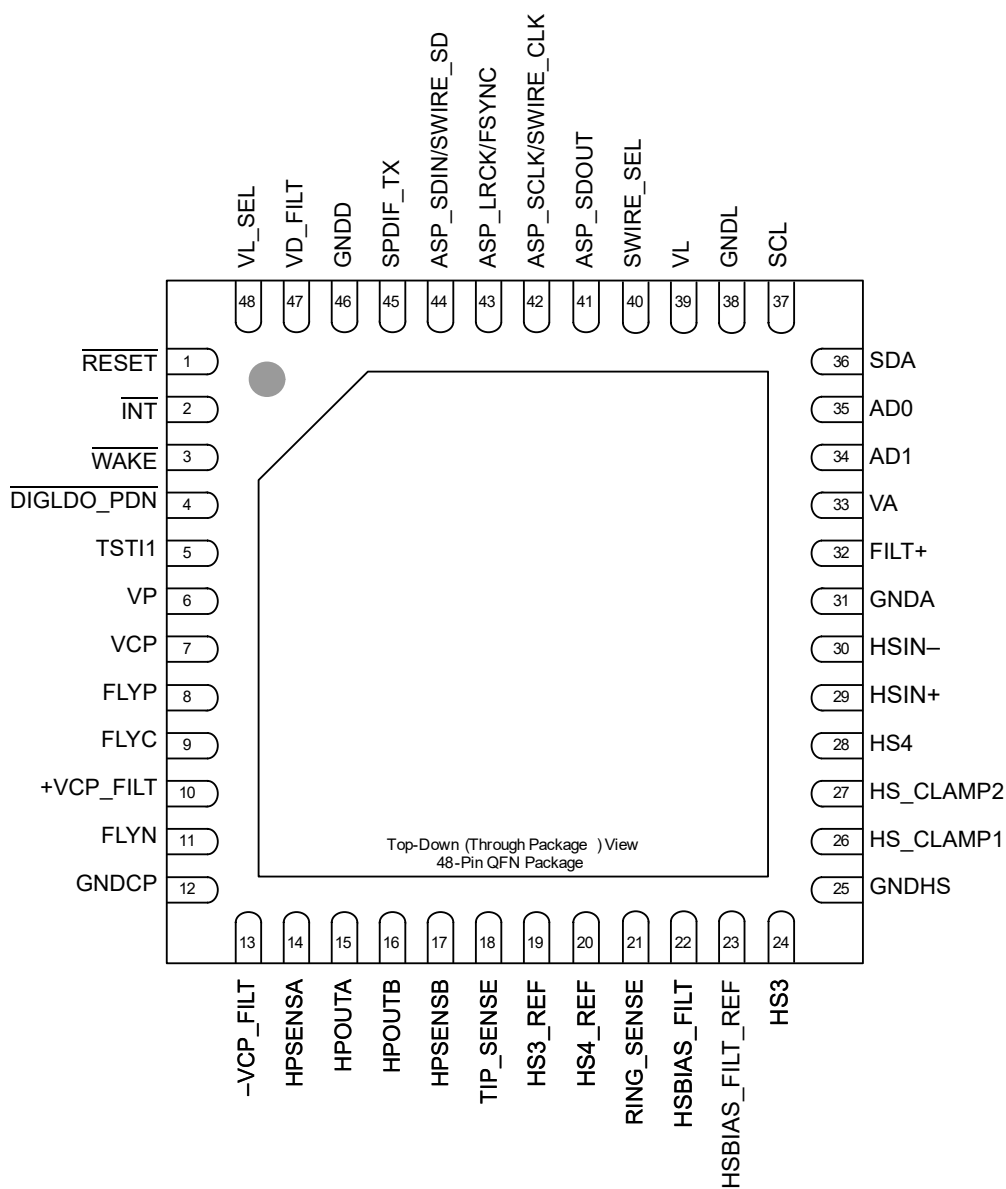 VL_SEL
VD_FILT
GNDD
SPDIF_TX
ASP_SDIN/SWIRE_SD
ASP_LRCK/FSYNC
ASP_SCLK/SWIRE_CLK
ASP_SDOUT
SWIRE_SEL
VL
GNDL
SCL
48
47
46
45
44
43
42
41
40
39
38
37
RESET 1
INT 2
WAKE 3
DIGLDO_PDN 4
TSTI1 5
VP 6
VCP 7
FLYP 8
FLYC 9
+VCP_FILT 10
FLYN 11
GNDCP 12
36 SDA
35 AD0
34 AD1
33 VA
32 FILT+
31 GNDA
30 HSIN–
29 HSIN+
28 HS4
27 HS_CLAMP2
26 HS_CLAMP1
25 GNDHS
Top-Down (Through Package ) View
48-Pin QFN Package
13
14
15
16
17
18
19
20
21
22
23
24
–VCP_FILT
HPSENSA
HPOUTA
HPOUTB
HPSENSB
TIP_SENSE
HS3_REF
HS4_REF
RING_SENSE
HSBIAS_FILT
HSBIAS_FILT_REF
HS3